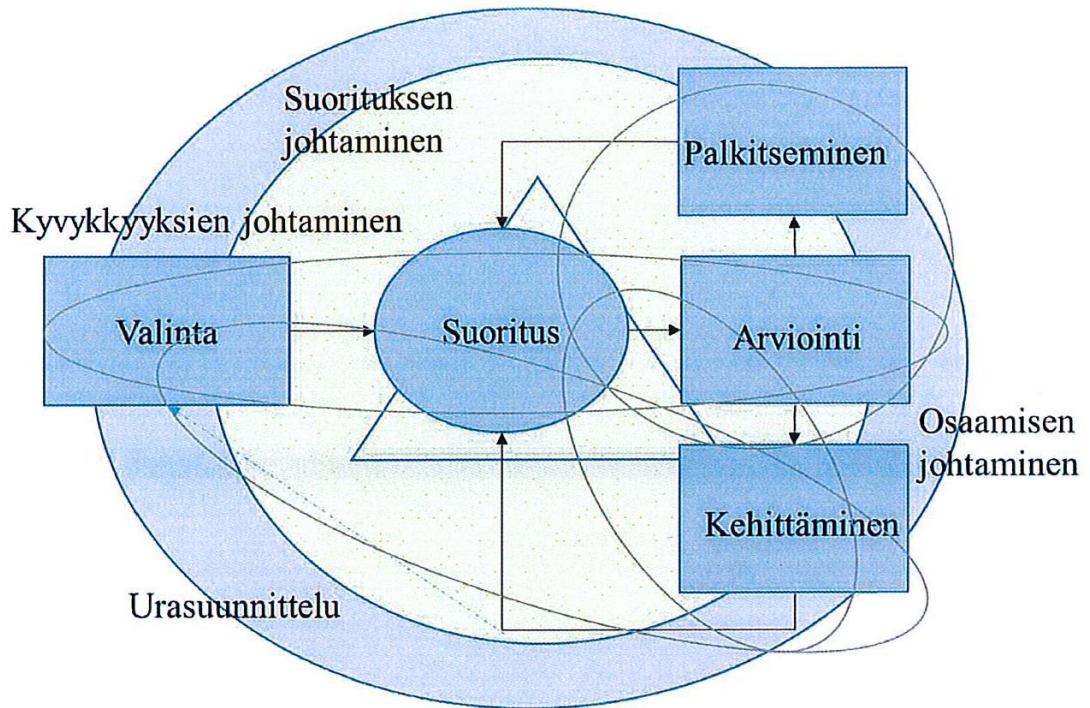 Suorituksen
johtaminen
Palkitseminen
Kyvykkyyksien johtaminen
Valinta
Suoritus
Arviointi
Osaamisen
johtaminen
Kehittäminen
Urasuunnittelu